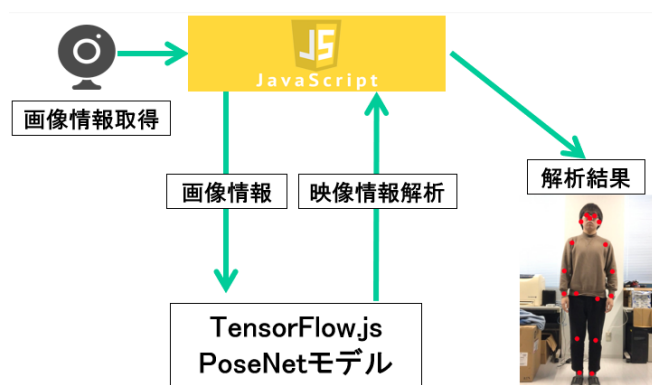 JS
JavaScript
画像情報取得
画像情報
映像情報解析
解析結果
TensorFlow.js
PoseNetモデル